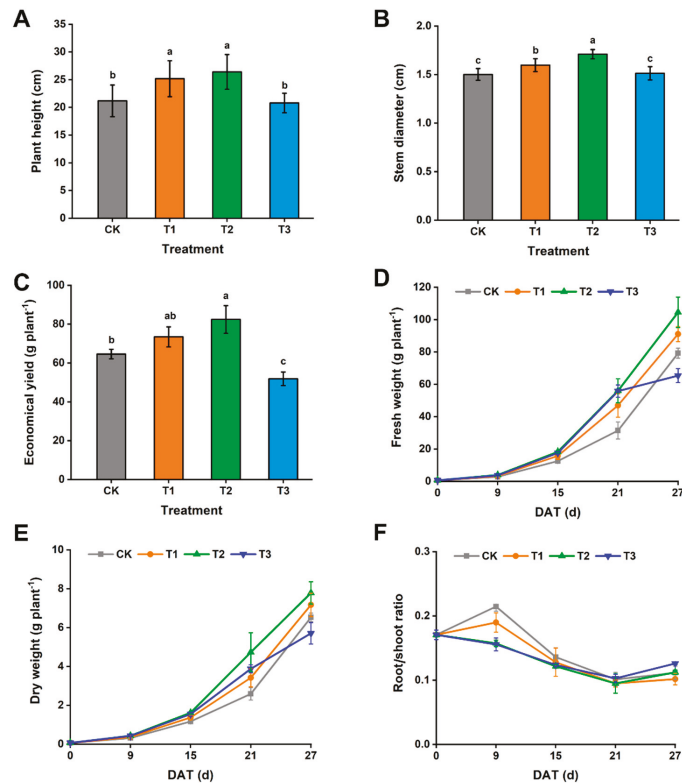 A
Plant height (cm)
35
30
25
20
15
10
5
0
b
a
a
b
CK T1 T2 T3
Treatment
B
Stem diameter (cm)
2.0
1.5
1.0
0.5
0.0
c
b
a
c
CK T1 T2 T3
Treatment
C
Economical yield (g plant⁻¹)
100
80
60
40
20
0
b
ab
a
c
CK T1 T2 T3
Treatment
D
CK T1 T2 T3
Fresh weight (g plant⁻¹)
120
100
80
60
40
20
0
0 9 15 21 27
DAT (d)
E
CK T1 T2 T3
Dry weight (g plant⁻¹)
10
8
6
4
2
0
0 9 15 21 27
DAT (d)
F
CK T1 T2 T3
Root/shoot ratio
0.3
0.2
0.1
0.0
0 9 15 21 27
DAT (d)